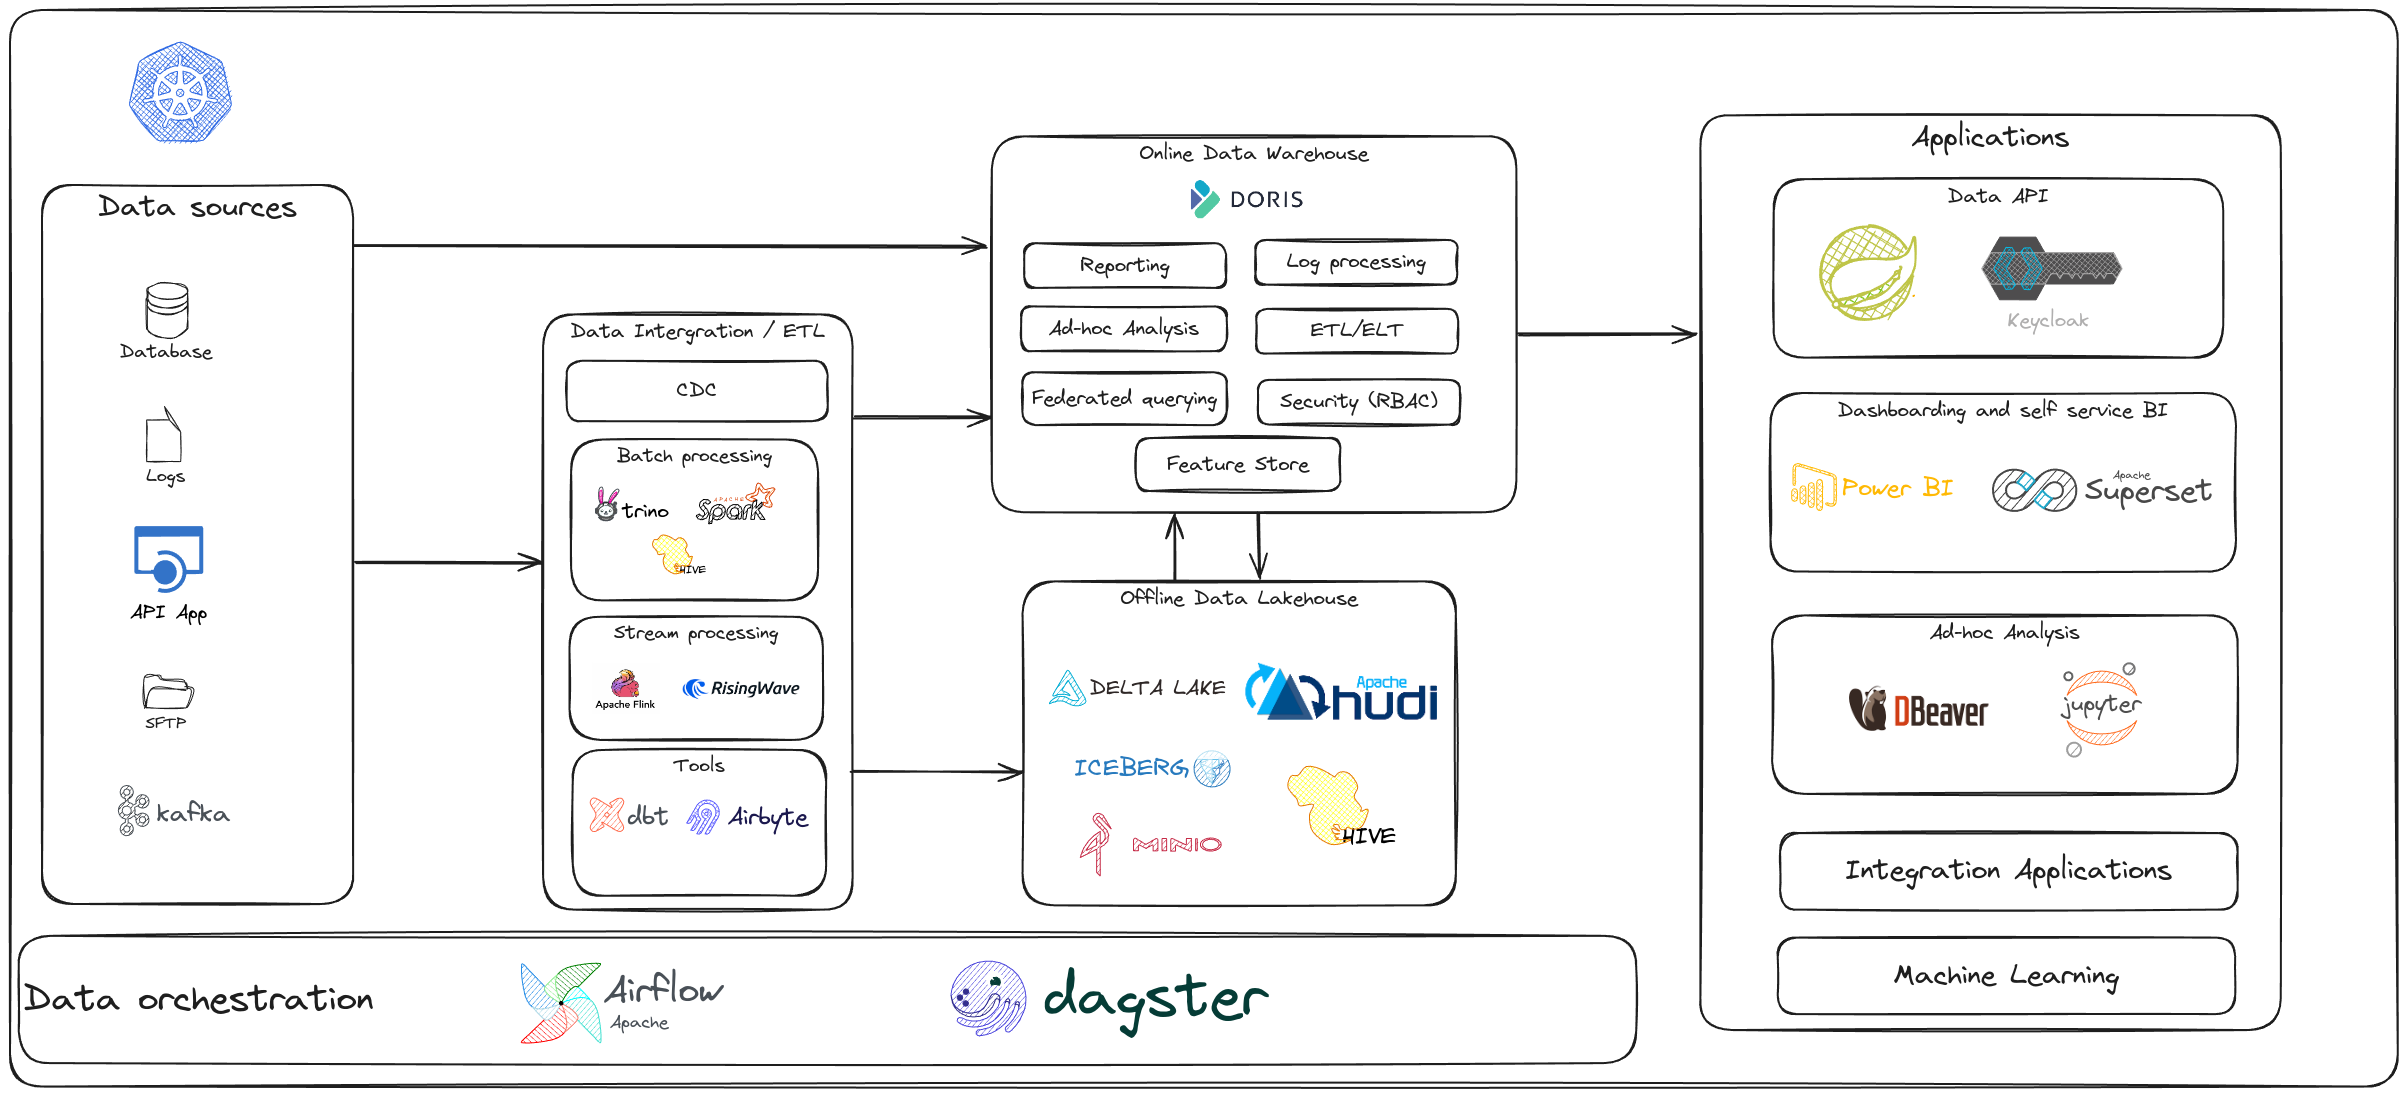 Data sources
Database
Logs
API App
SFTP
kafka
Data Intergration / ETL
CDC
Batch processing
trino
APACHE
Spark
HIVE
Stream processing
Apache Flink
RisingWave
Tools
dbt
Airbyte
Online Data Warehouse
DORIS
Reporting
Log processing
Ad-hoc Analysis
ETL/ELT
Federated querying
Security (RBAC)
Feature Store
Offline Data Lakehouse
DELTA LAKE
Apache
hudi
ICEBERG
HIVE
MINIO
Applications
Data API
Keycloak
Dashboarding and self service BI
Power BI
Apache
Superset
Ad-hoc Analysis
DBeaver
jupyter
Integration Applications
Machine Learning
Data orchestration
Airflow
Apache
dagster